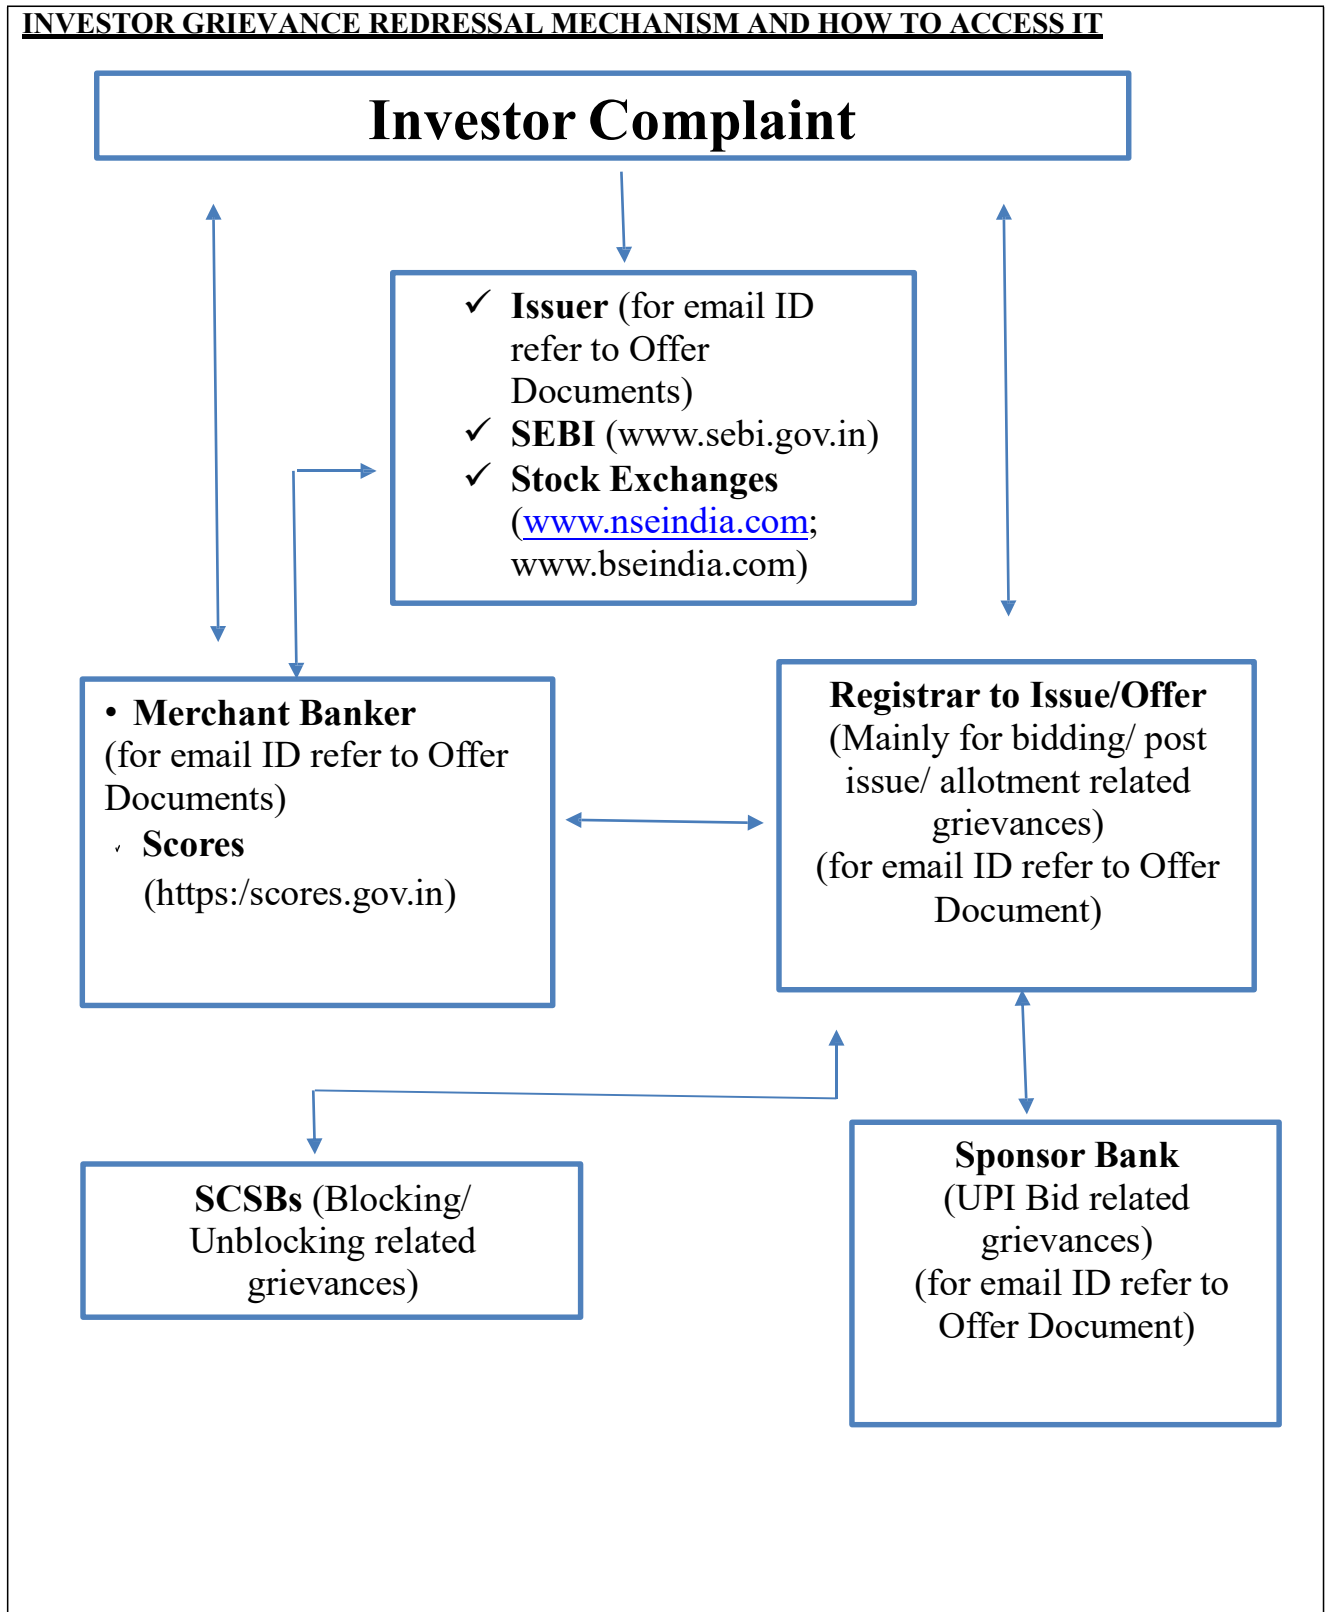 INVESTOR GRIEVANCE REDRESSAL MECHANISM AND HOW TO ACCESS IT
Investor Complaint
✓ Issuer (for email ID
refer to Offer
Documents)
✓ SEBI (www.sebi.gov.in)
✓ Stock Exchanges
(www.nseindia.com;
www.bseindia.com)
• Merchant Banker
(for email ID refer to Offer
Documents)
✓ Scores
(https:/scores.gov.in)
Registrar to Issue/Offer
(Mainly for bidding/ post
issue/ allotment related
grievances)
(for email ID refer to Offer
Document)
SCSBs (Blocking/
Unblocking related
grievances)
Sponsor Bank
(UPI Bid related
grievances)
(for email ID refer to
Offer Document)